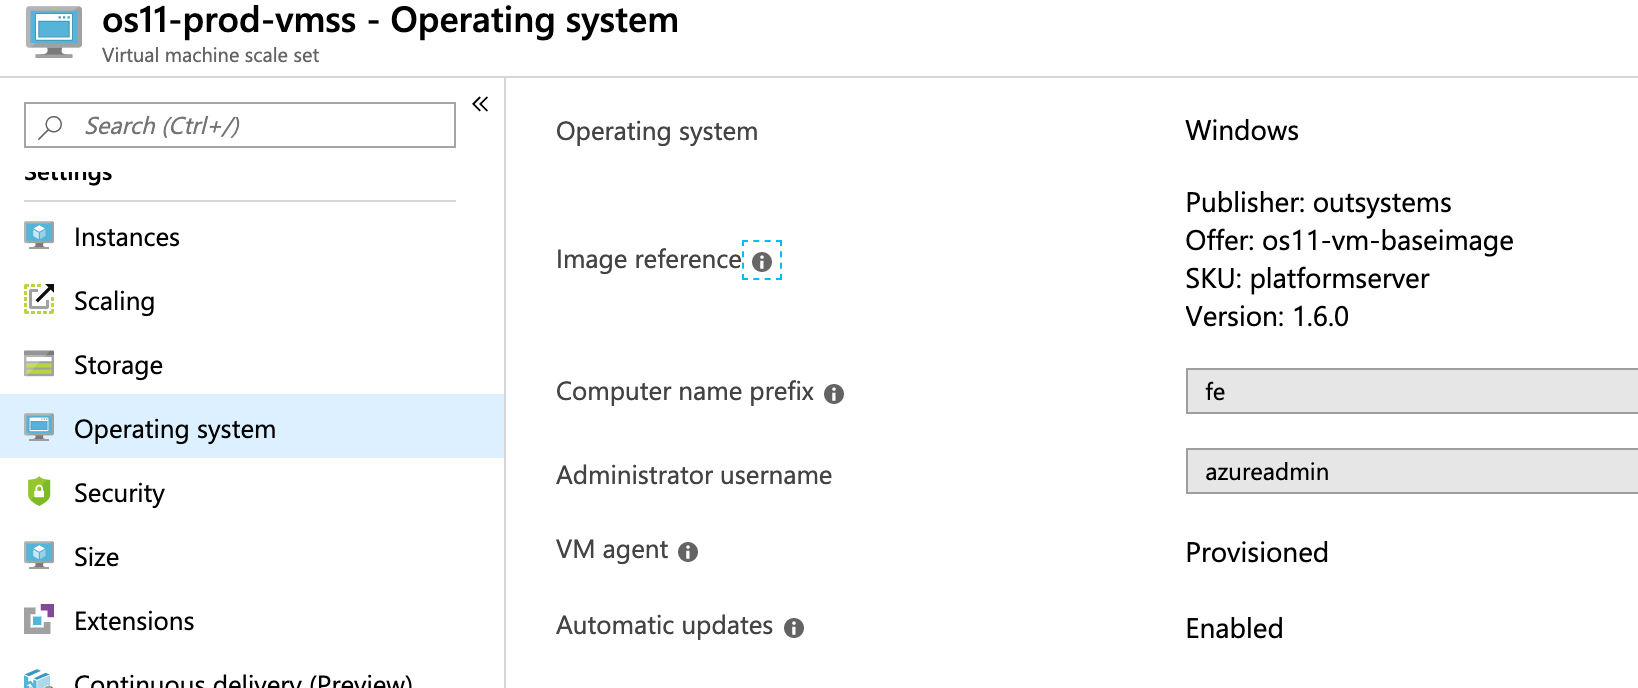 os11-prod-vmss - Operating system
Virtual machine scale set
Search (Ctrl+/)
«
Settings
Instances
Scaling
Storage
Operating system
Security
Size
Extensions
Continuous delivery (Preview)
Operating system
Windows
Image reference
Publisher: outsystems
Offer: os11-vm-baseimage
SKU: platformserver
Version: 1.6.0
Computer name prefix
fe
Administrator username
azureadmin
VM agent
Provisioned
Automatic updates
Enabled